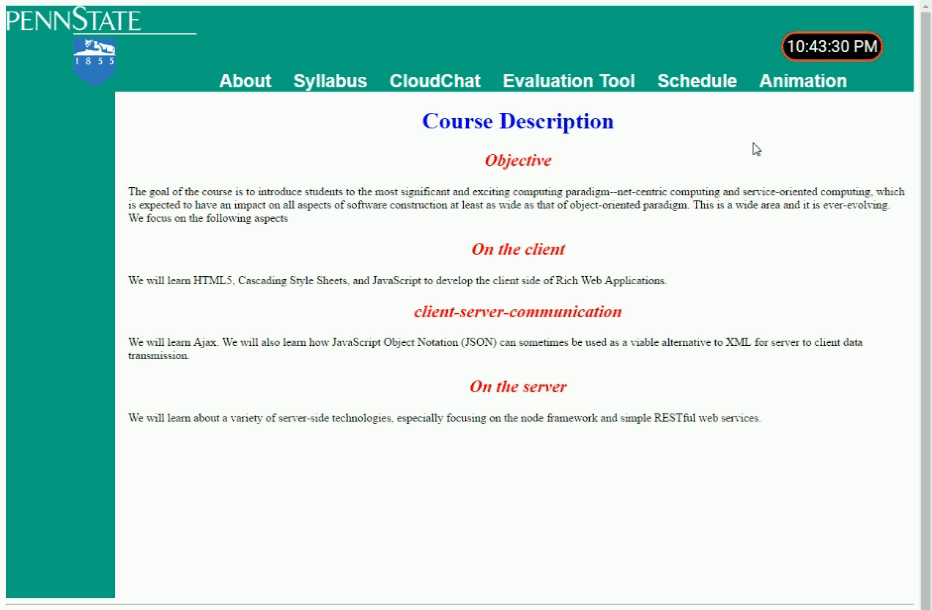 PENNSTATE
1855
10:43:30 PM
About Syllabus CloudChat Evaluation Tool Schedule Animation
Course Description
Objective
The goal of the course is to introduce students to the most significant and exciting computing paradigm--net-centric computing and service-oriented computing, which
is expected to have an impact on all aspects of software construction at least as wide as that of object-oriented paradigm. This is a wide area and it is ever-evolving.
We focus on the following aspects
On the client
We will learn HTML5, Cascading Style Sheets, and JavaScript to develop the client side of Rich Web Applications.
client-server-communication
We will learn Ajax. We will also learn how JavaScript Object Notation (JSON) can sometimes be used as a viable alternative to XML for server to client data
transmission.
On the server
We will learn about a variety of server-side technologies, especially focusing on the node framework and simple RESTful web services.